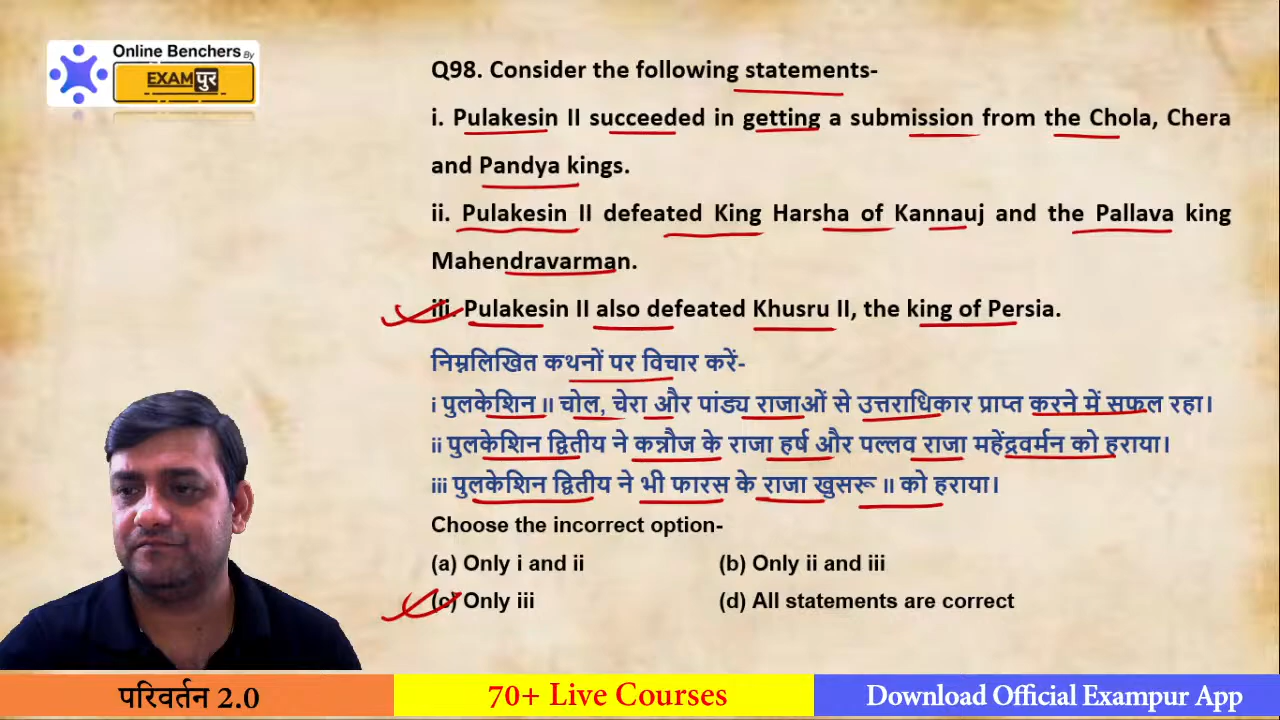 Online Benchers By
EXAMपुर
Q98. Consider the following statements-
i. Pulakesin II succeeded in getting a submission from the Chola, Chera
and Pandya kings.
ii. Pulakesin II defeated King Harsha of Kannauj and the Pallava king
Mahendravarman.
iii. Pulakesin II also defeated Khusru II, the king of Persia.
निम्नलिखित कथनों पर विचार करें-
i पुलकेशिन II चोल, चेरा और पांड्य राजाओं से उत्तराधिकार प्राप्त करने में सफल रहा।
ii पुलकेशिन द्वितीय ने कन्नौज के राजा हर्ष और पल्लव राजा महेंद्रवर्मन को हराया।
iii पुलकेशिन द्वितीय ने भी फारस के राजा खुसरू II को हराया।
Choose the incorrect option-
(a) Only i and ii (b) Only ii and iii
(c) Only iii (d) All statements are correct
परिवर्तन 2.0 70+ Live Courses Download Official Exampur App